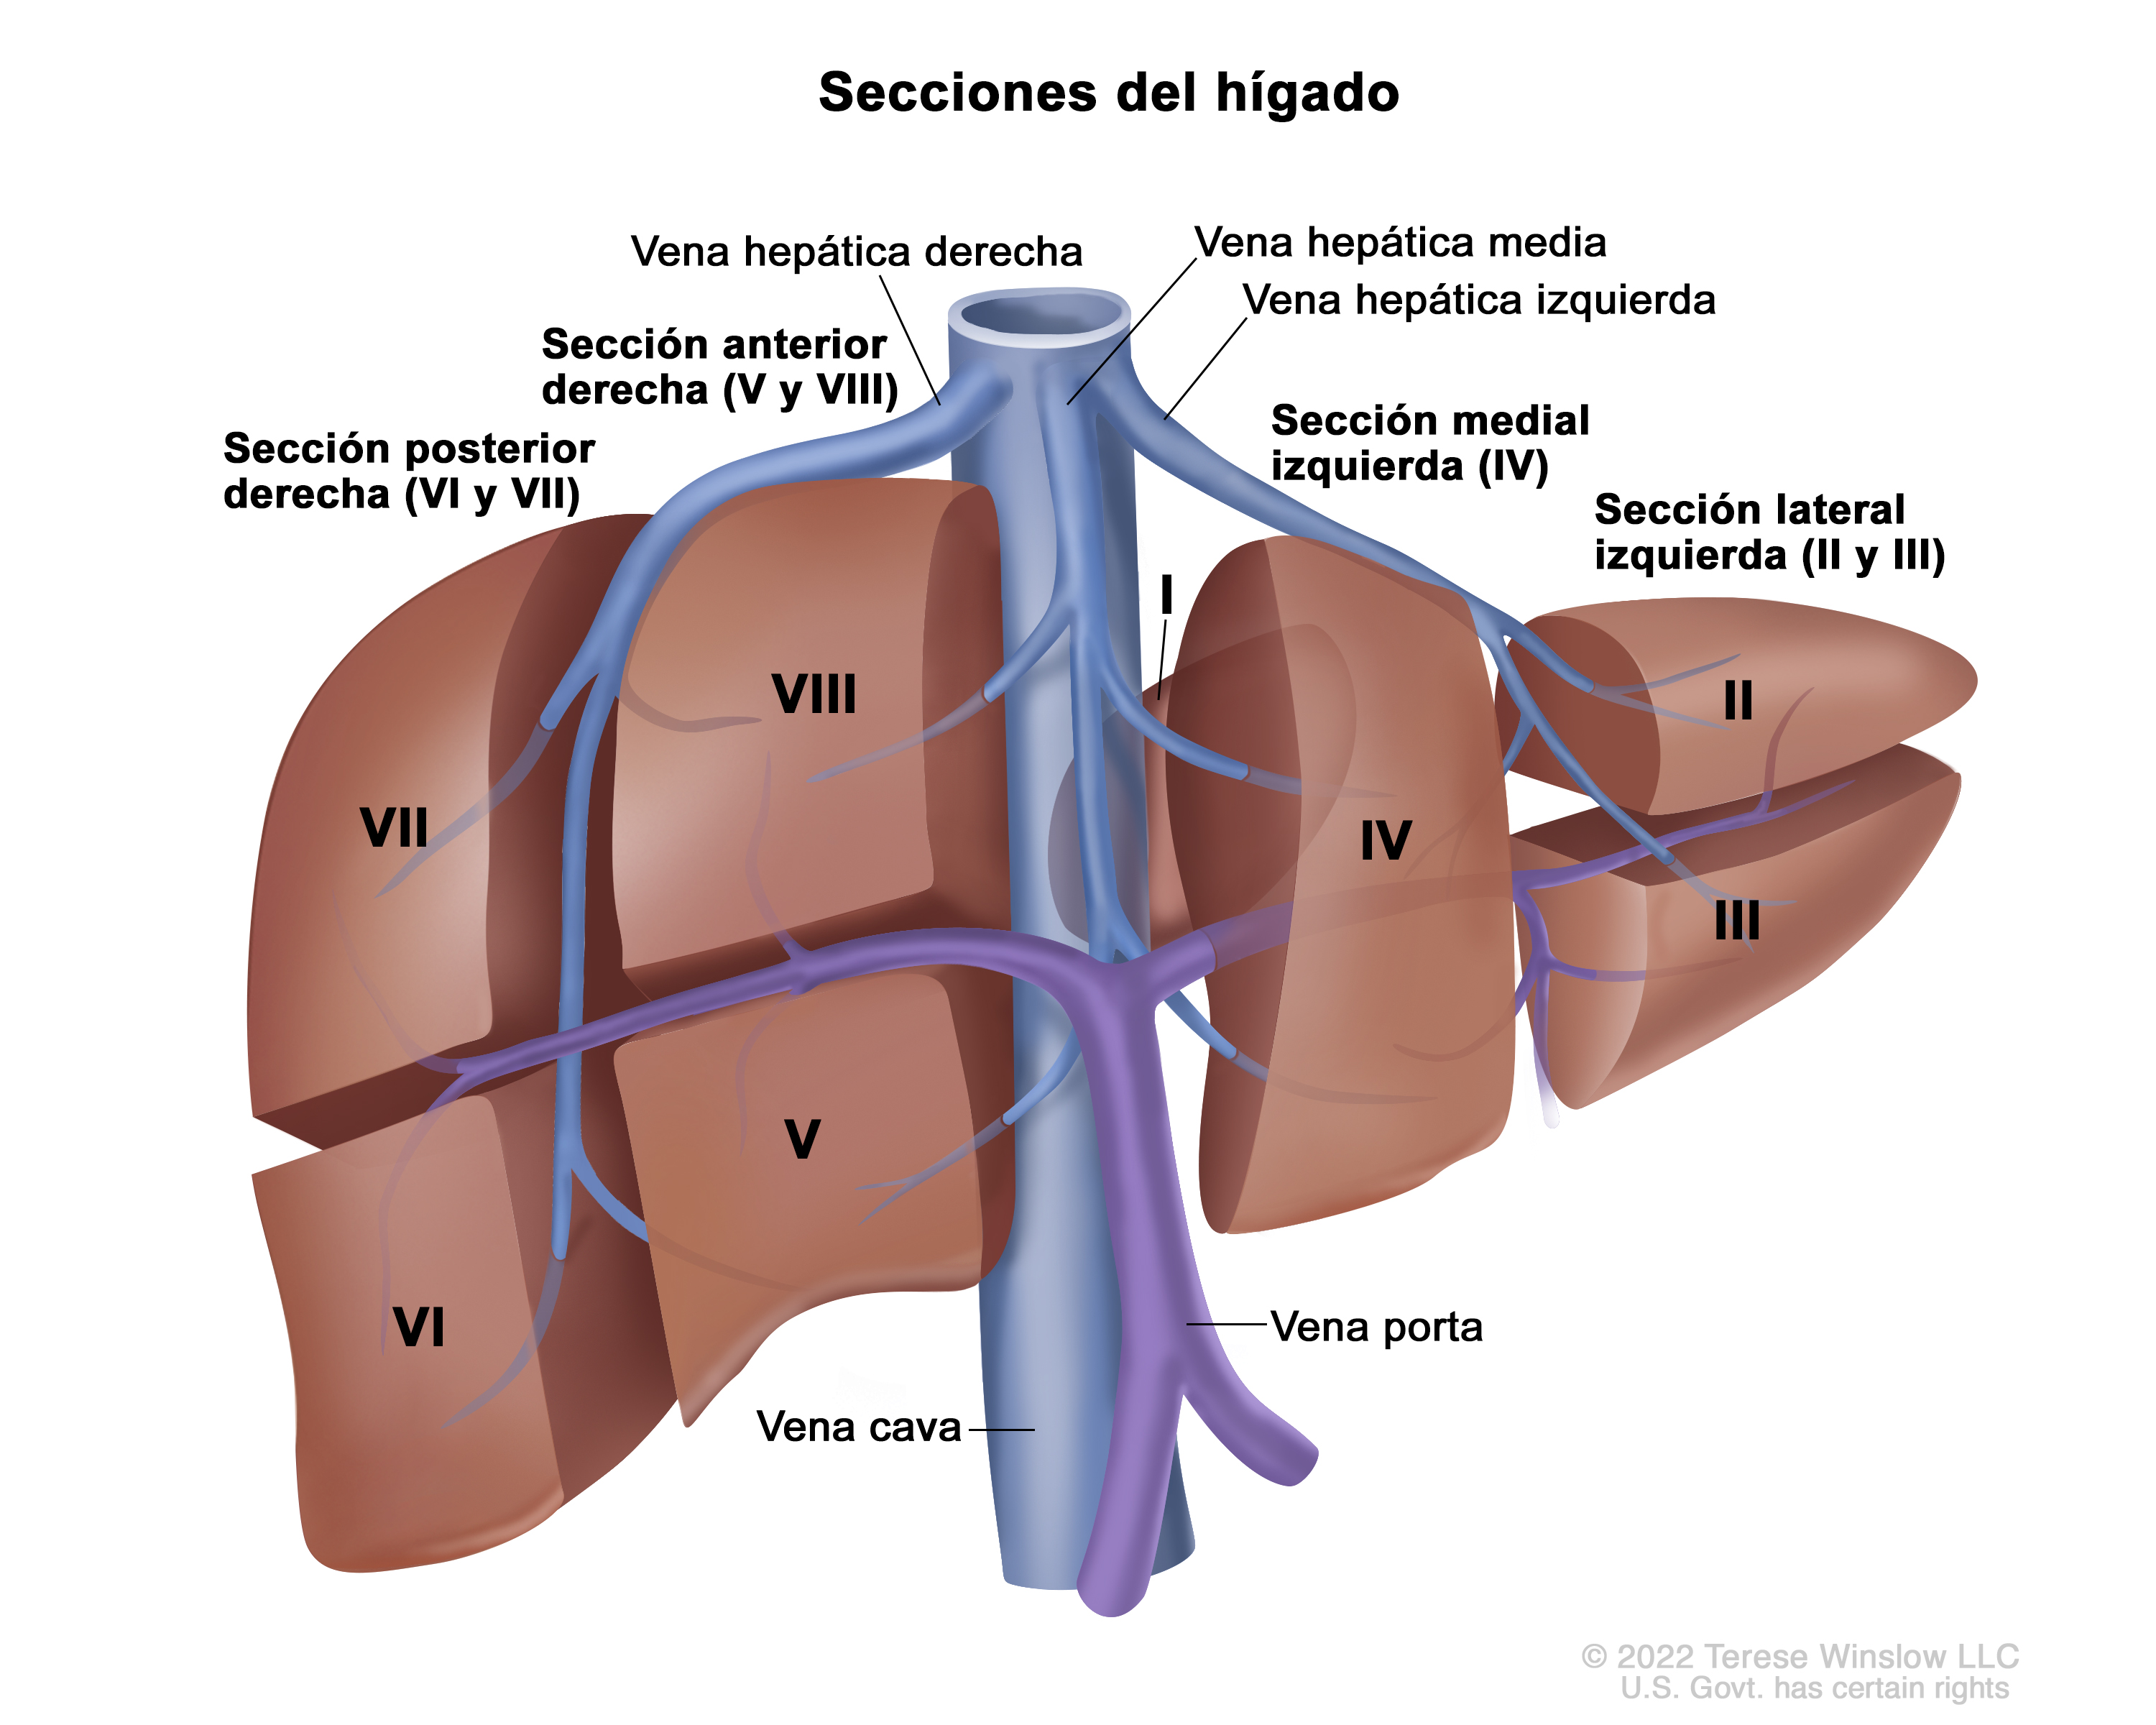 Secciones del hígado
Vena hepática derecha
Vena hepática media
Vena hepática izquierda
Sección anterior
derecha (V y VIII)
Sección posterior
derecha (VI y VII)
Sección medial
izquierda (IV)
Sección lateral
izquierda (II y III)
I
VIII
II
VII
IV
III
V
VI
Vena porta
Vena cava
© 2022 Terese Winslow LLC
U.S. Govt. has certain rights